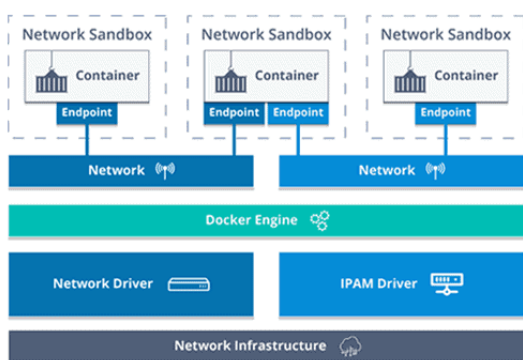 Network Sandbox
Network Sandbox
Network Sandbox
Container
Container
Container
Endpoint
Endpoint
Endpoint
Endpoint
Network
Network
Docker Engine
Network Driver
IPAM Driver
Network Infrastructure